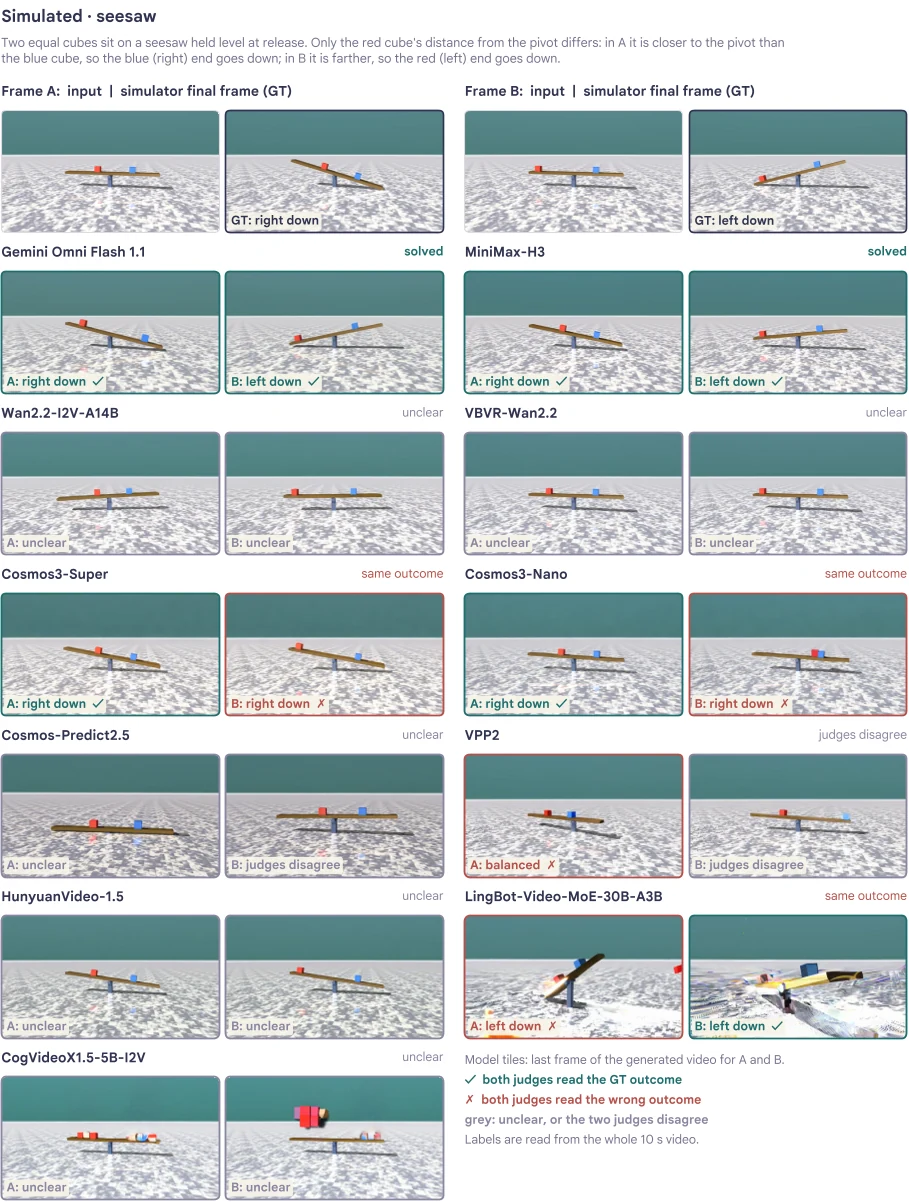 Simulated · seesaw
Two equal cubes sit on a seesaw held level at release. Only the red cube's distance from the pivot differs: in A it is closer to the pivot than
the blue cube, so the blue (right) end goes down; in B it is farther, so the red (left) end goes down.
Frame A: input | simulator final frame (GT)
Frame B: input | simulator final frame (GT)
GT: right down
GT: left down
Gemini Omni Flash 1.1
solved
MiniMax-H3
solved
A: right down ✓
B: left down ✓
A: right down ✓
B: left down ✓
Wan2.2-I2V-A14B
unclear
VBVR-Wan2.2
unclear
A: unclear
B: unclear
A: unclear
B: unclear
Cosmos3-Super
same outcome
Cosmos3-Nano
same outcome
A: right down ✓
B: right down ✗
A: right down ✓
B: right down ✗
Cosmos-Predict2.5
unclear
VPP2
judges disagree
A: unclear
B: judges disagree
A: balanced ✗
B: judges disagree
HunyuanVideo-1.5
unclear
LingBot-Video-MoE-30B-A3B
same outcome
A: unclear
B: unclear
A: left down ✗
B: left down ✓
CogVideoX1.5-5B-I2V
unclear
A: unclear
B: unclear
Model tiles: last frame of the generated video for A and B.
✓ both judges read the GT outcome
✗ both judges read the wrong outcome
grey: unclear, or the two judges disagree
Labels are read from the whole 10 s video.